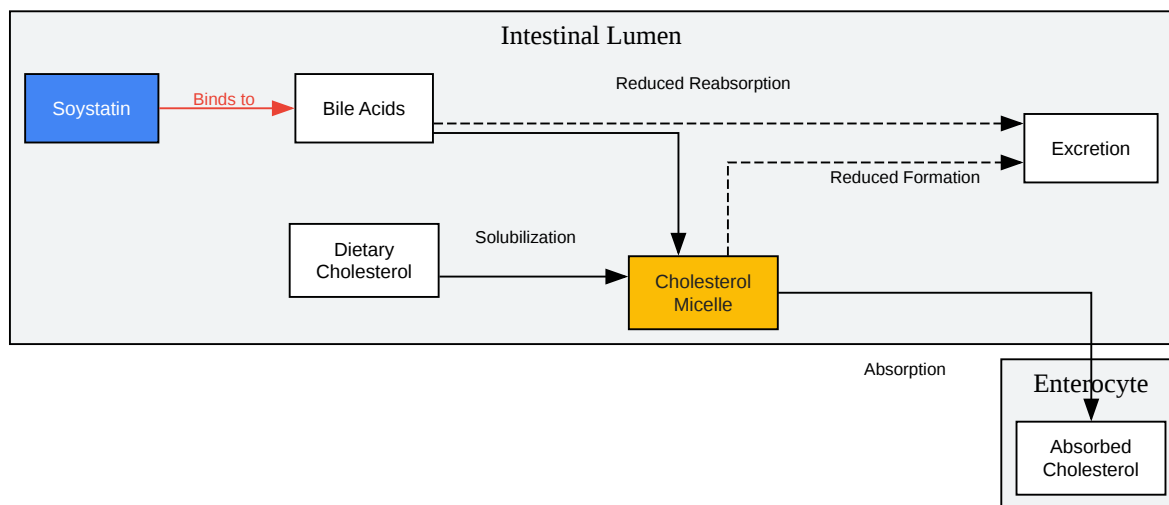 Intestinal Lumen
Soystatin
Binds to
Bile Acids
Reduced Reabsorption
Excretion
Reduced Formation
Dietary
Cholesterol
Solubilization
Cholesterol
Micelle
Absorption
Enterocyte
Absorbed
Cholesterol